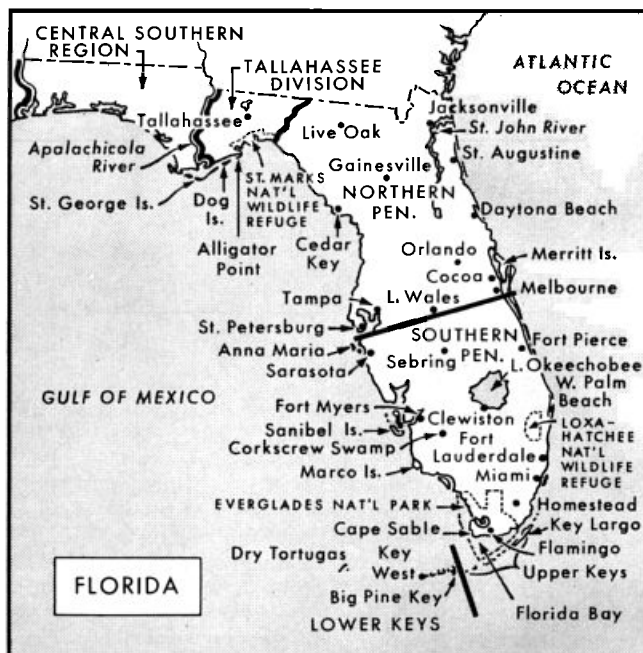 CENTRAL SOUTHERN
REGION
TALLAHASSEE
DIVISION
ATLANTIC
OCEAN
Tallahassee
Jacksonville
Live Oak
St. John River
Apalachicola
River
Gainesville
St. Augustine
St. George Is.
Dog
Is.
ST. MARKS
NAT'L
WILDLIFE
REFUGE
NORTHERN
PEN.
Alligator
Point
Cedar
Key
Daytona Beach
Orlando
Merritt Is.
Cocoa
Tampa
L. Wales
Melbourne
St. Petersburg
SOUTHERN
PEN.
Fort Pierce
Anna Maria
Sebring
Sarasota
L. Okeechobee
W. Palm
Beach
GULF OF MEXICO
Fort Myers
Clewiston
Sanibel Is.
Corkscrew Swamp
Fort
Lauderdale
LOXA-
HATCHEE
NAT'L
WILDLIFE
REFUGE
Marco Is.
Miami
EVERGLADES NAT'L PARK
Homestead
Cape Sable
Key Largo
Flamingo
Dry Tortugas
Key
West
Upper Keys
Big Pine Key
FLORIDA
Florida Bay
LOWER KEYS